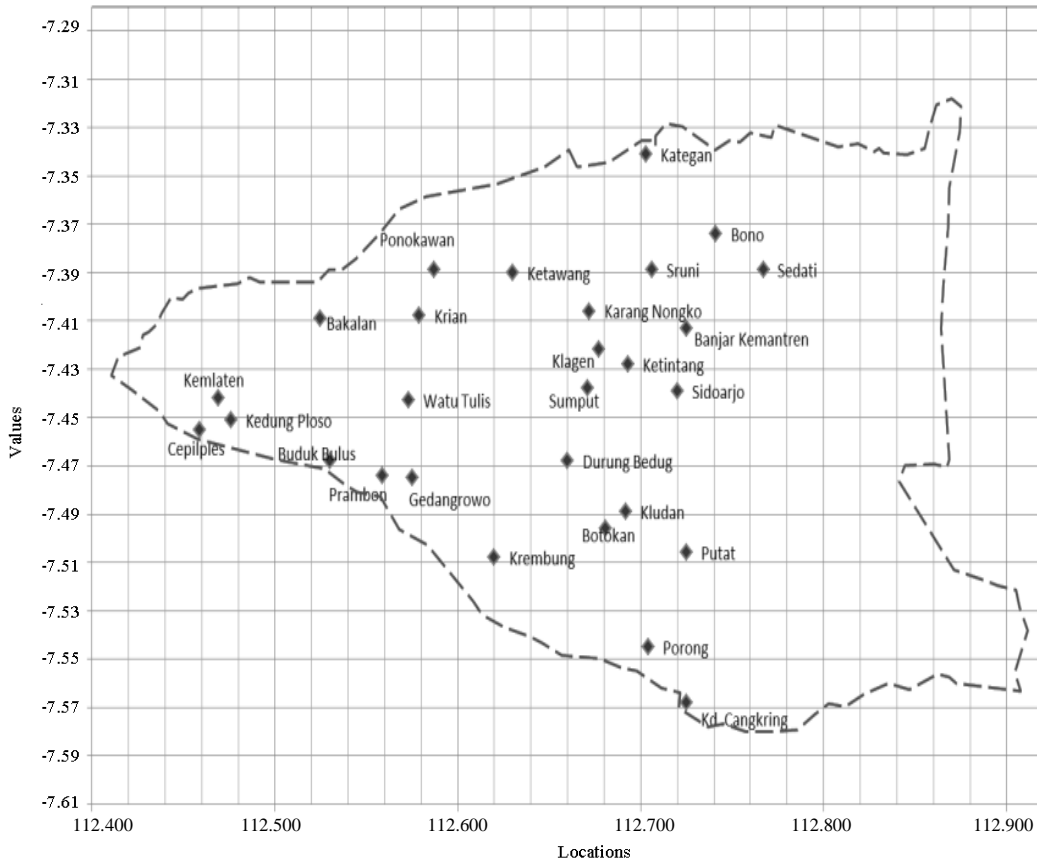 -7.29
-7.31
-7.33
Kategan
-7.35
-7.37
Bono
Ponokawan
-7.39
Ketawang
Sruni
Sedati
-7.41
Bakalan
Krian
Karang Nongko
Banjar Kemantren
Klagen
Ketintang
-7.43
Kemlaten
Watu Tulis
Sumput
Sidoarjo
-7.45
Kedung Ploso
Cepilples
Buduk Bulus
Durung Bedug
-7.47
Prambon
Gedangrowo
-7.49
Kludan
Botokan
Krembung
Putat
-7.51
-7.53
Porong
-7.55
-7.57
Kd. Cangkring
-7.59
-7.61
Values
112.400 112.500 112.600 112.700 112.800 112.900
Locations